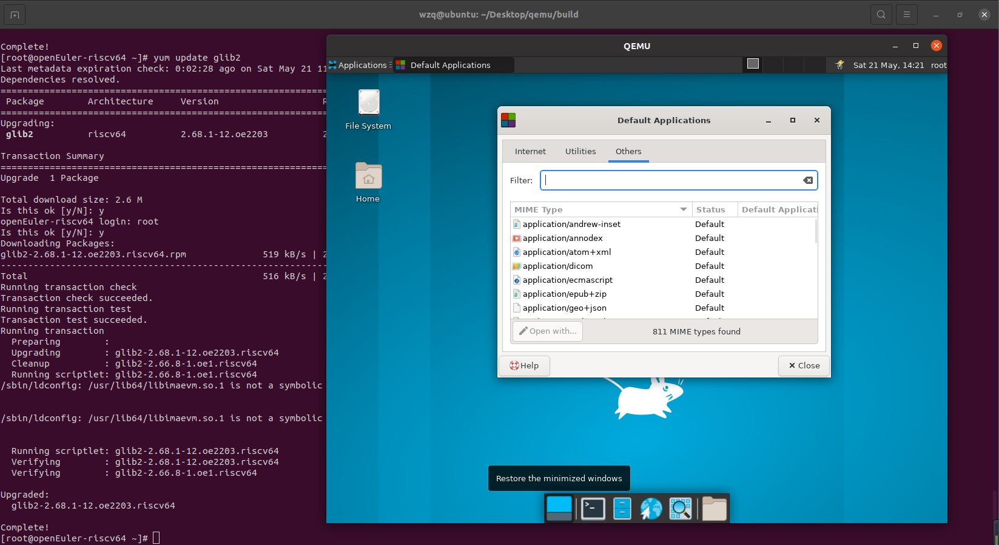 wzq@ubuntu: ~/Desktop/qemu/build
Complete!
[root@openEuler-riscv64 ~]# yum update glib2
Last metadata expiration check: 0:02:28 ago on Sat May 21 11
Dependencies resolved.
================================================================
Package Architecture Version R
================================================================
Upgrading:
glib2 riscv64 2.68.1-12.oe2203 2
Transaction Summary
================================================================
Upgrade 1 Package
Total download size: 2.6 M
Is this ok [y/N]: y
openEuler-riscv64 login: root
Is this ok [y/N]: y
Downloading Packages:
glib2-2.68.1-12.oe2203.riscv64.rpm 519 kB/s | 2
----------------------------------------------------------------
Total 516 kB/s | 2
Running transaction check
Transaction check succeeded.
Running transaction test
Transaction test succeeded.
Running transaction
Preparing :
Upgrading : glib2-2.68.1-12.oe2203.riscv64
Cleanup : glib2-2.66.8-1.oe1.riscv64
Running scriptlet: glib2-2.66.8-1.oe1.riscv64
/sbin/ldconfig: /usr/lib64/libimaevm.so.1 is not a symbolic
/sbin/ldconfig: /usr/lib64/libimaevm.so.1 is not a symbolic
Running scriptlet: glib2-2.68.1-12.oe2203.riscv64
Verifying : glib2-2.68.1-12.oe2203.riscv64
Verifying : glib2-2.66.8-1.oe1.riscv64
Upgraded:
glib2-2.68.1-12.oe2203.riscv64
Complete!
[root@openEuler-riscv64 ~]#
QEMU
Applications Default Applications Sat 21 May, 14:21 root
File System
Home
Default Applications
Internet Utilities Others
Filter:
MIME Type Status Default Applicati
application/andrew-inset Default
application/annodex Default
application/atom+xml Default
application/dicom Default
application/ecmascript Default
application/epub+zip Default
application/geo+json Default
Open with... 811 MIME types found
Help Close
Restore the minimized windows